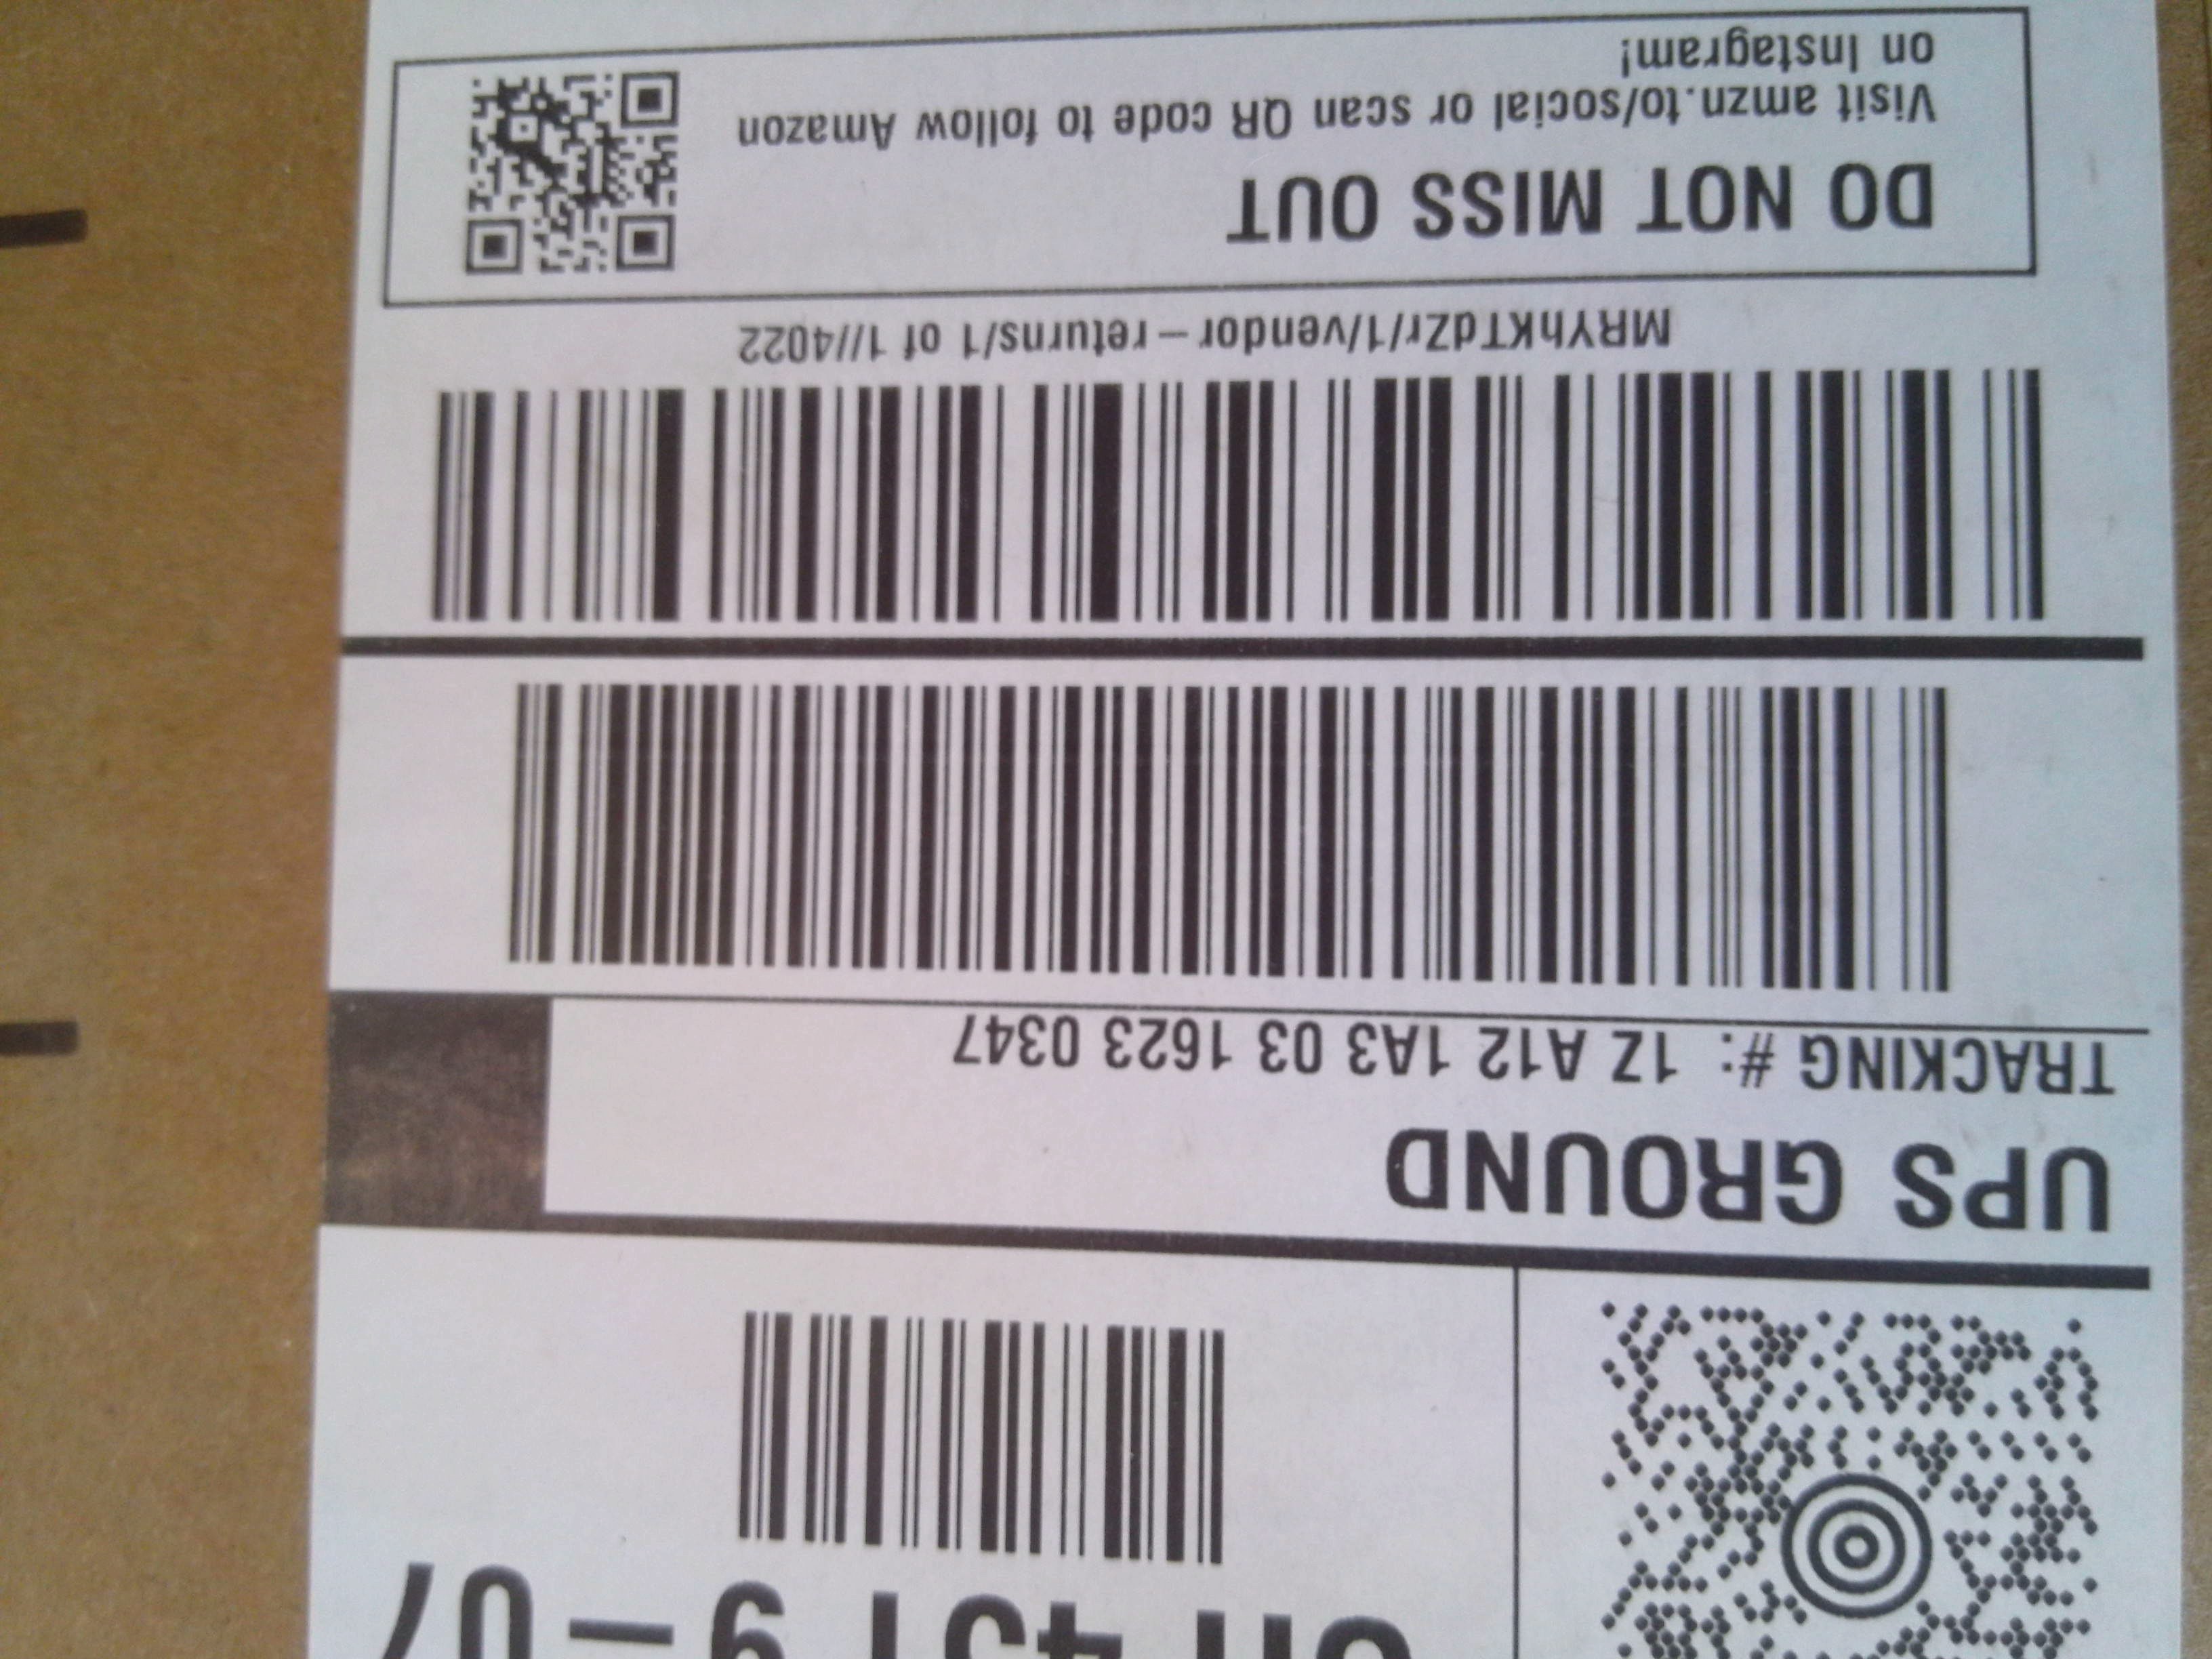 UPS GROUND
TRACKING #: 1Z A12 1A3 03 1623 0347
MRYhKTdZr/1/vendor-returns/1 of 1//4022
DO NOT MISS OUT
Visit amzn.to/social or scan QR code to follow Amazon
on Instagram!